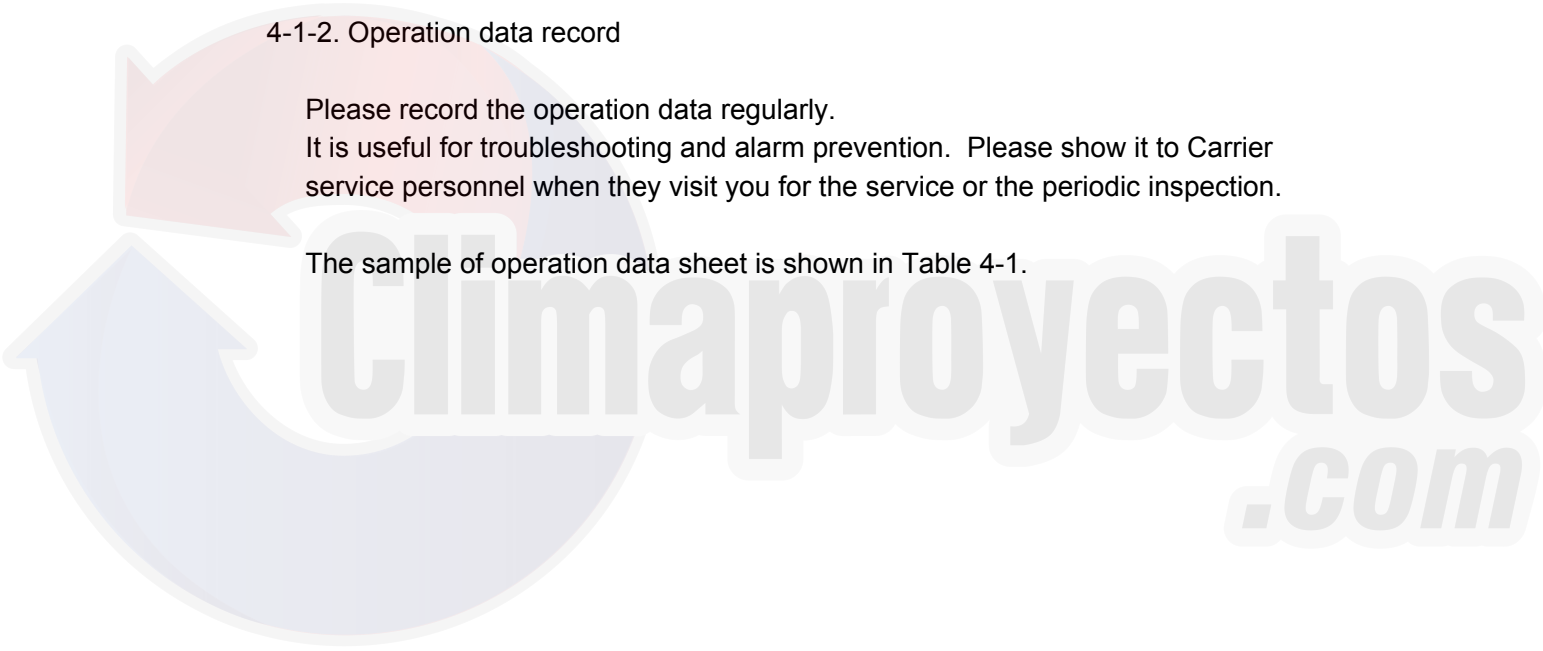 4-1-2. Operation data record
Please record the operation data regularly.
It is useful for troubleshooting and alarm prevention.  Please show it to Carrier
service personnel when they visit you for the service or the periodic inspection.
The sample of operation data sheet is shown in Table 4-1.
Climaproyectos
.com